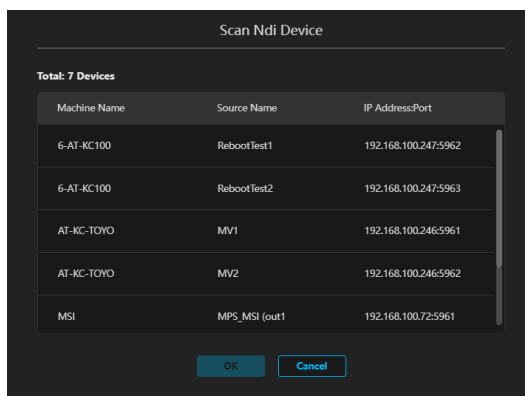 Scan Ndi Device
Total: 7 Devices
Machine Name Source Name IP Address:Port
6-AT-KC100 RebootTest1 192.168.100.247:5962
6-AT-KC100 RebootTest2 192.168.100.247:5963
AT-KC-TOYO MV1 192.168.100.246:5961
AT-KC-TOYO MV2 192.168.100.246:5962
MSI MPS_MSI (out1 192.168.100.72:5961
OK Cancel